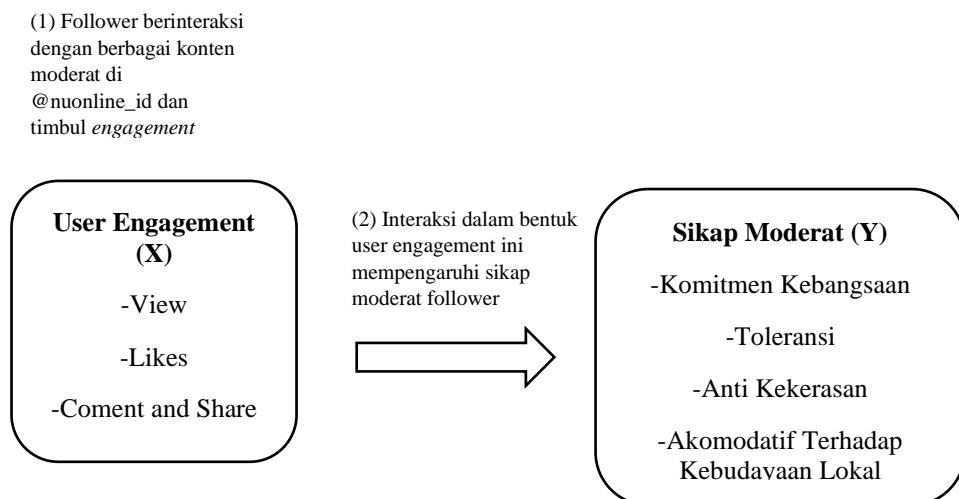 (1) Follower berinteraksi
dengan berbagai konten
moderat di
@nuonline_id dan
timbul engagement
User Engagement
(X)
-View
-Likes
-Coment and Share
(2) Interaksi dalam bentuk
user engagement ini
mempengaruhi sikap
moderat follower
Sikap Moderat (Y)
-Komitmen Kebangsaan
-Toleransi
-Anti Kekerasan
-Akomodatif Terhadap
Kebudayaan Lokal